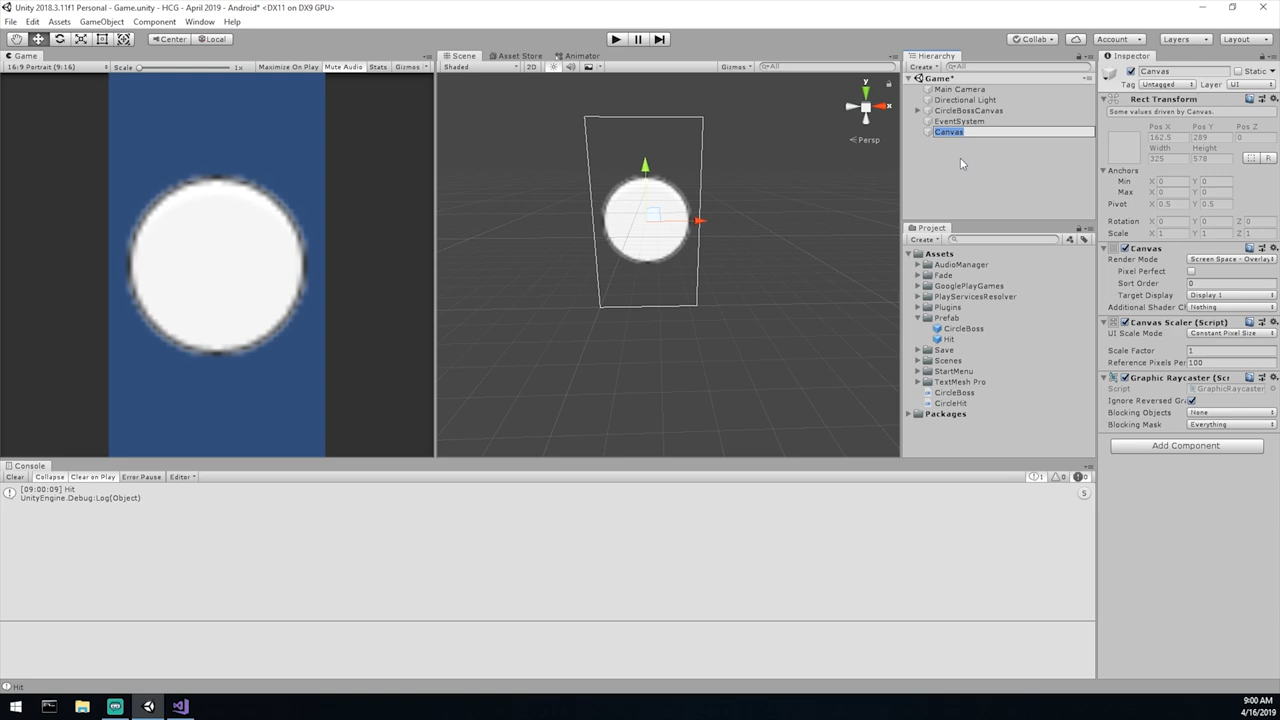 Unity 2018.3.11f1 Personal - Game.unity - HCG - April 2019 - Android* <DX11 on DX9 GPU>
File Edit Assets GameObject Component Window Help
Center Local Collab Account Layers Layout
Game
16:9 Portrait (9:16) Scale 1x Maximize On Play Mute Audio Stats Gizmos
Scene Asset Store Animator
Shaded 2D Gizmos All
y
x
Persp
Hierarchy
Create All
Game*
Main Camera
Directional Light
CircleBossCanvas
EventSystem
Canvas
Project
Create
Assets
AudioManager
Fade
GooglePlayGames
PlayServicesResolver
Plugins
Prefab
CircleBoss
Hit
Save
Scenes
StartMenu
TextMesh Pro
CircleBoss
CircleHit
Packages
Inspector
Canvas Static
Tag Untagged Layer UI
Rect Transform
Some values driven by Canvas.
Pos X Pos Y Pos Z
162.5 289 0
Width Height
325 578 R
Anchors
Min X 0 Y 0
Max X 0 Y 0
Pivot X 0.5 Y 0.5
Rotation X 0 Y 0 Z 0
Scale X 1 Y 1 Z 1
Canvas
Render Mode Screen Space - Overlay
Pixel Perfect
Sort Order 0
Target Display Display 1
Additional Shader Cl Nothing
Canvas Scaler (Script)
UI Scale Mode Constant Pixel Size
Scale Factor 1
Reference Pixels Per 100
Graphic Raycaster (Scr
Script GraphicRaycaster
Ignore Reversed Gra
Blocking Objects None
Blocking Mask Everything
Add Component
Console
Clear Collapse Clear on Play Error Pause Editor 1 0 0
[09:00:09] Hit
UnityEngine.Debug:Log(Object)
5
Hit
9:00 AM
4/16/2019